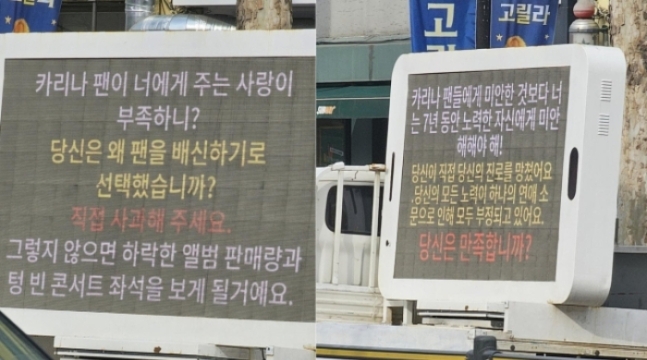 고릴라
카리나 팬이 너에게 주는 사랑이
부족하니?
당신은 왜 팬을 배신하기로
선택했습니까?
직접 사과해 주세요.
그렇지 않으면 하락한 앨범 판매량과
텅 빈 콘서트 좌석을 보게 될거에요.
고릴라
카리나 팬들에게 미안한 것보다 너
는 7년 동안 노력한 자신에게 미안
해해야 해!
당신이 직접 당신의 진로를 망쳤어요
당신의 모든 노력이 하나의 연애 소
문으로 인해 모두 부정되고 있어요.
당신은 만족합니까?